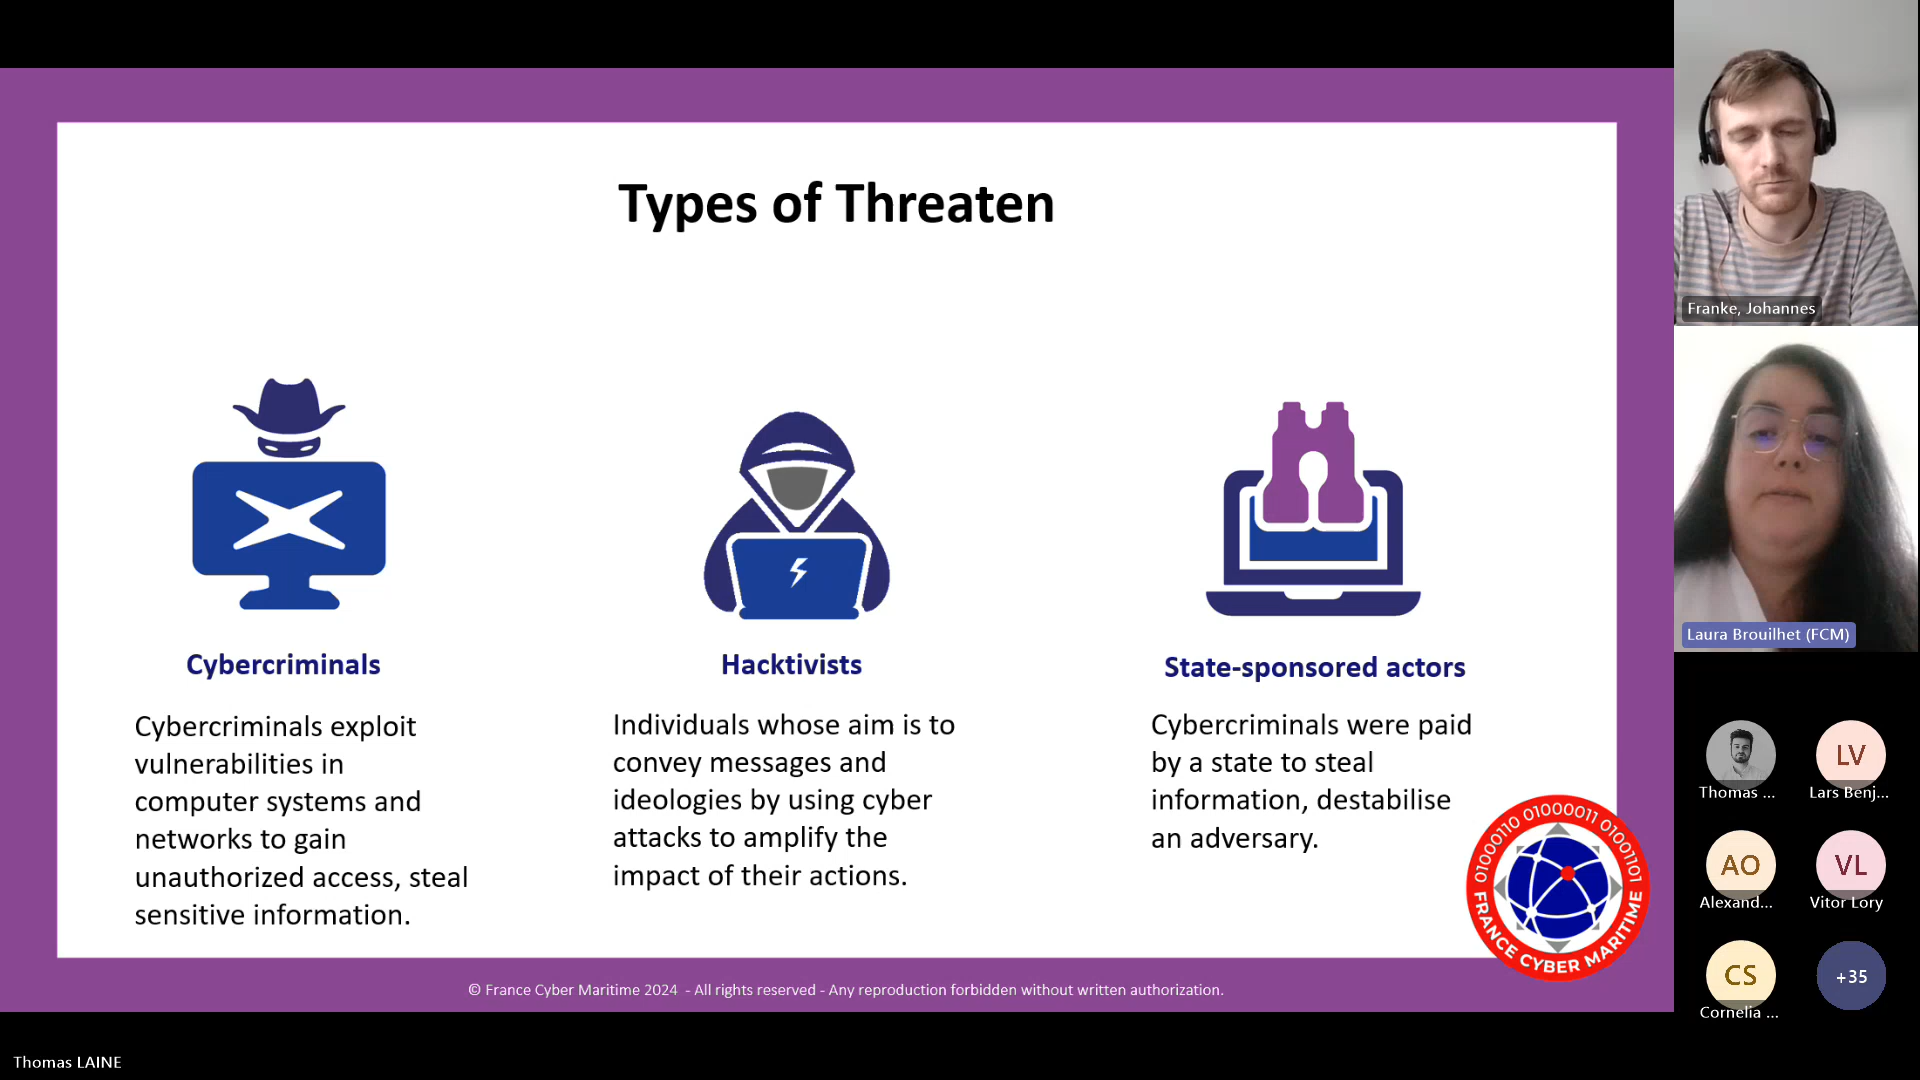 Types of Threaten
Cybercriminals
Cybercriminals exploit
vulnerabilities in
computer systems and
networks to gain
unauthorized access, steal
sensitive information.
Hacktivists
Individuals whose aim is to
convey messages and
ideologies by using cyber
attacks to amplify the
impact of their actions.
State-sponsored actors
Cybercriminals were paid
by a state to steal
information, destabilise
an adversary.
01000110 01000011 01001101
FRANCE CYBER MARITIME
© France Cyber Maritime 2024 - All rights reserved - Any reproduction forbidden without written authorization.
Thomas LAINE
Franke, Johannes
Laura Brouilhet (FCM)
Thomas ...
LV
Lars Benj...
AO
Alexand...
VL
Vitor Lory
CS
Cornelia ...
+35